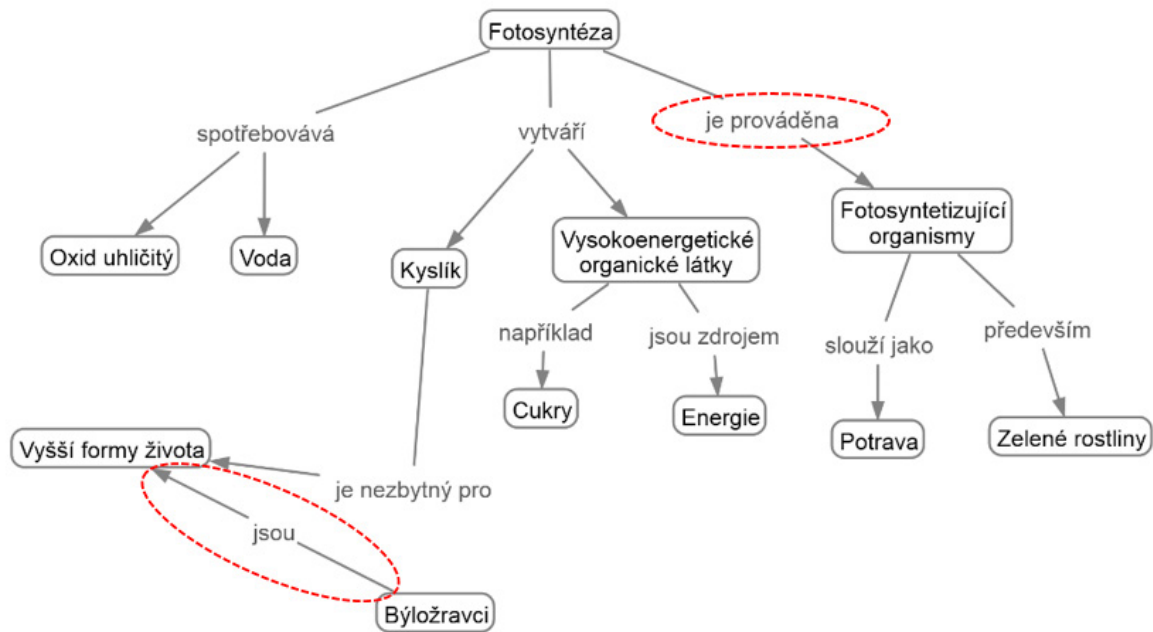 Fotosyntéza
spotřebovává
vytváří
je prováděna
Oxid uhličitý
Voda
Kyslík
Vysokoenergetické
organické látky
Fotosyntetizující
organismy
například
jsou zdrojem
slouží jako
především
Cukry
Energie
Potrava
Zelené rostliny
Vyšší formy života
je nezbytný pro
jsou
Býložravci